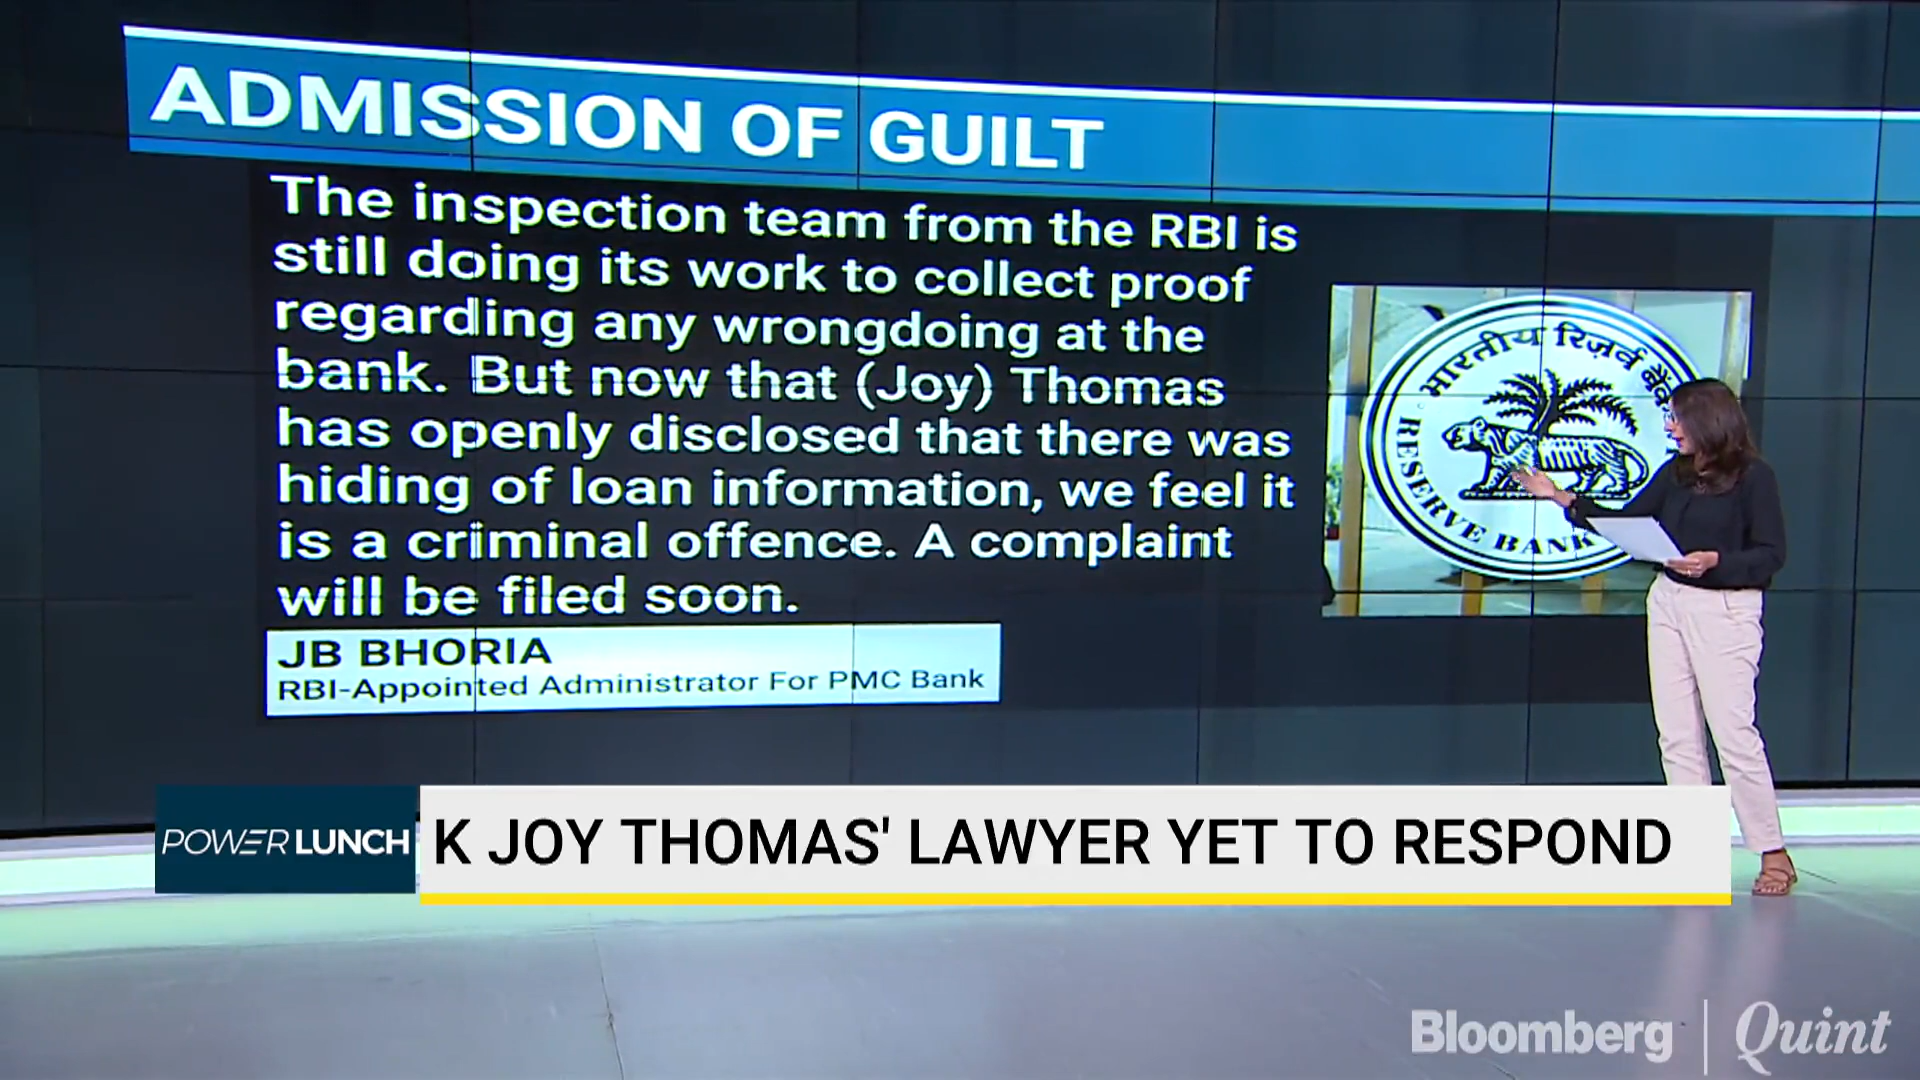 ADMISSION OF GUILT
The inspection team from the RBI is
still doing its work to collect proof
regarding any wrongdoing at the
bank. But now that (Joy) Thomas
has openly disclosed that there was
hiding of loan information, we feel it
is a criminal offence. A complaint
will be filed soon.
JB BHORIA
RBI-Appointed Administrator For PMC Bank
भारतीय रिज़र्व बैंक
RESERVE BANK
POWER LUNCH
K JOY THOMAS' LAWYER YET TO RESPOND
Bloomberg | Quint